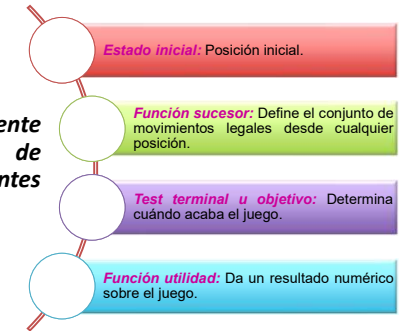 ente
de
ntes
Estado inicial: Posición inicial.
Función sucesor: Define el conjunto de
movimientos legales desde cualquier
posición.
Test terminal u objetivo: Determina
cuándo acaba el juego.
Función utilidad: Da un resultado numérico
sobre el juego.